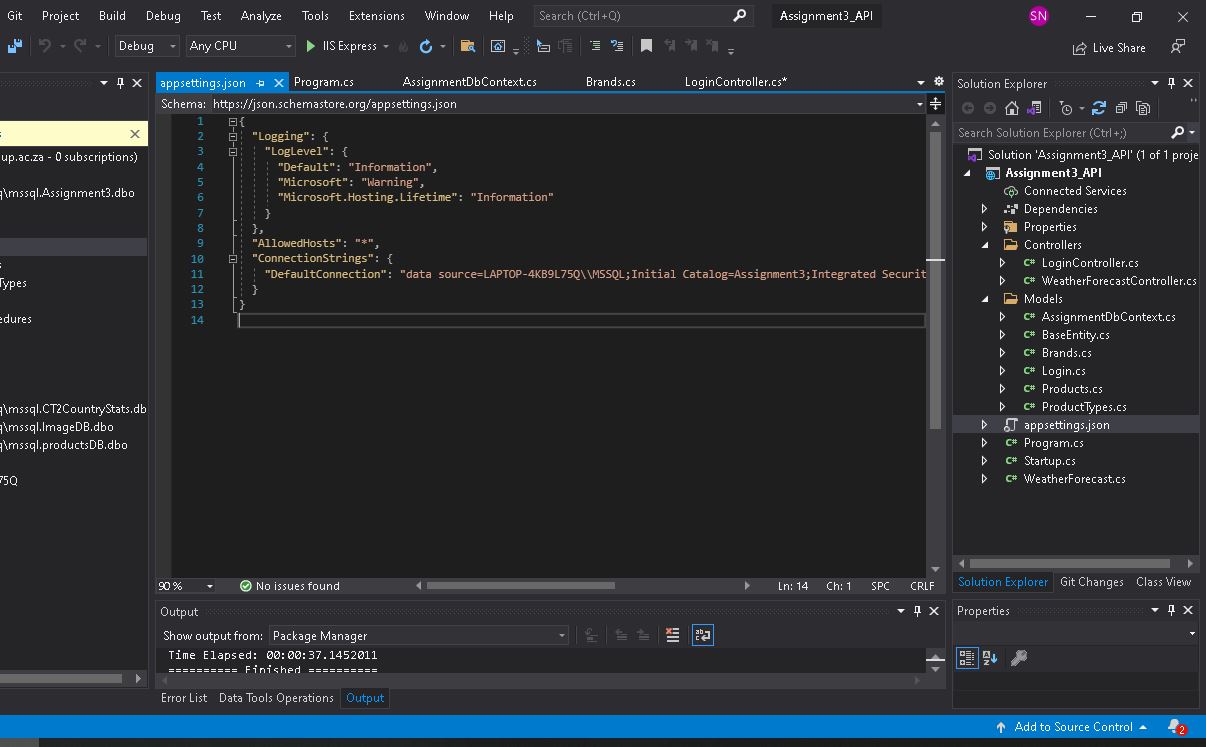 Git Project Build Debug Test Analyze Tools Extensions Window Help Search (Ctrl+Q) Assignment3_API SN
Debug Any CPU IIS Express Live Share
appsettings.json Program.cs AssignmentDbContext.cs Brands.cs LoginController.cs*
Schema: https://json.schemastore.org/appsettings.json
1 {
2 "Logging": {
3 "LogLevel": {
4 "Default": "Information",
5 "Microsoft": "Warning",
6 "Microsoft.Hosting.Lifetime": "Information"
7 }
8 },
9 "AllowedHosts": "*",
10 "ConnectionStrings": {
11 "DefaultConnection": "data source=LAPTOP-4KB9L75Q\\MSSQL;Initial Catalog=Assignment3;Integrated Securit
12 }
13 }
14
90 % No issues found Ln: 14 Ch: 1 SPC CRLF
s
up.ac.za - 0 subscriptions)
q\mssql.Assignment3.dbo
s
Types
edures
q\mssql.CT2CountryStats.db
q\mssql.ImageDB.dbo
q\mssql.productsDB.dbo
75Q
Output
Show output from: Package Manager
Time Elapsed: 00:00:37.1452011
========== Finished ==========
Error List Data Tools Operations Output
Solution Explorer
Search Solution Explorer (Ctrl+;)
Solution 'Assignment3_API' (1 of 1 proje
Assignment3_API
Connected Services
Dependencies
Properties
Controllers
C# LoginController.cs
C# WeatherForecastController.cs
Models
C# AssignmentDbContext.cs
C# BaseEntity.cs
C# Brands.cs
C# Login.cs
C# Products.cs
C# ProductTypes.cs
appsettings.json
C# Program.cs
C# Startup.cs
C# WeatherForecast.cs
Solution Explorer Git Changes Class View
Properties
Add to Source Control 2